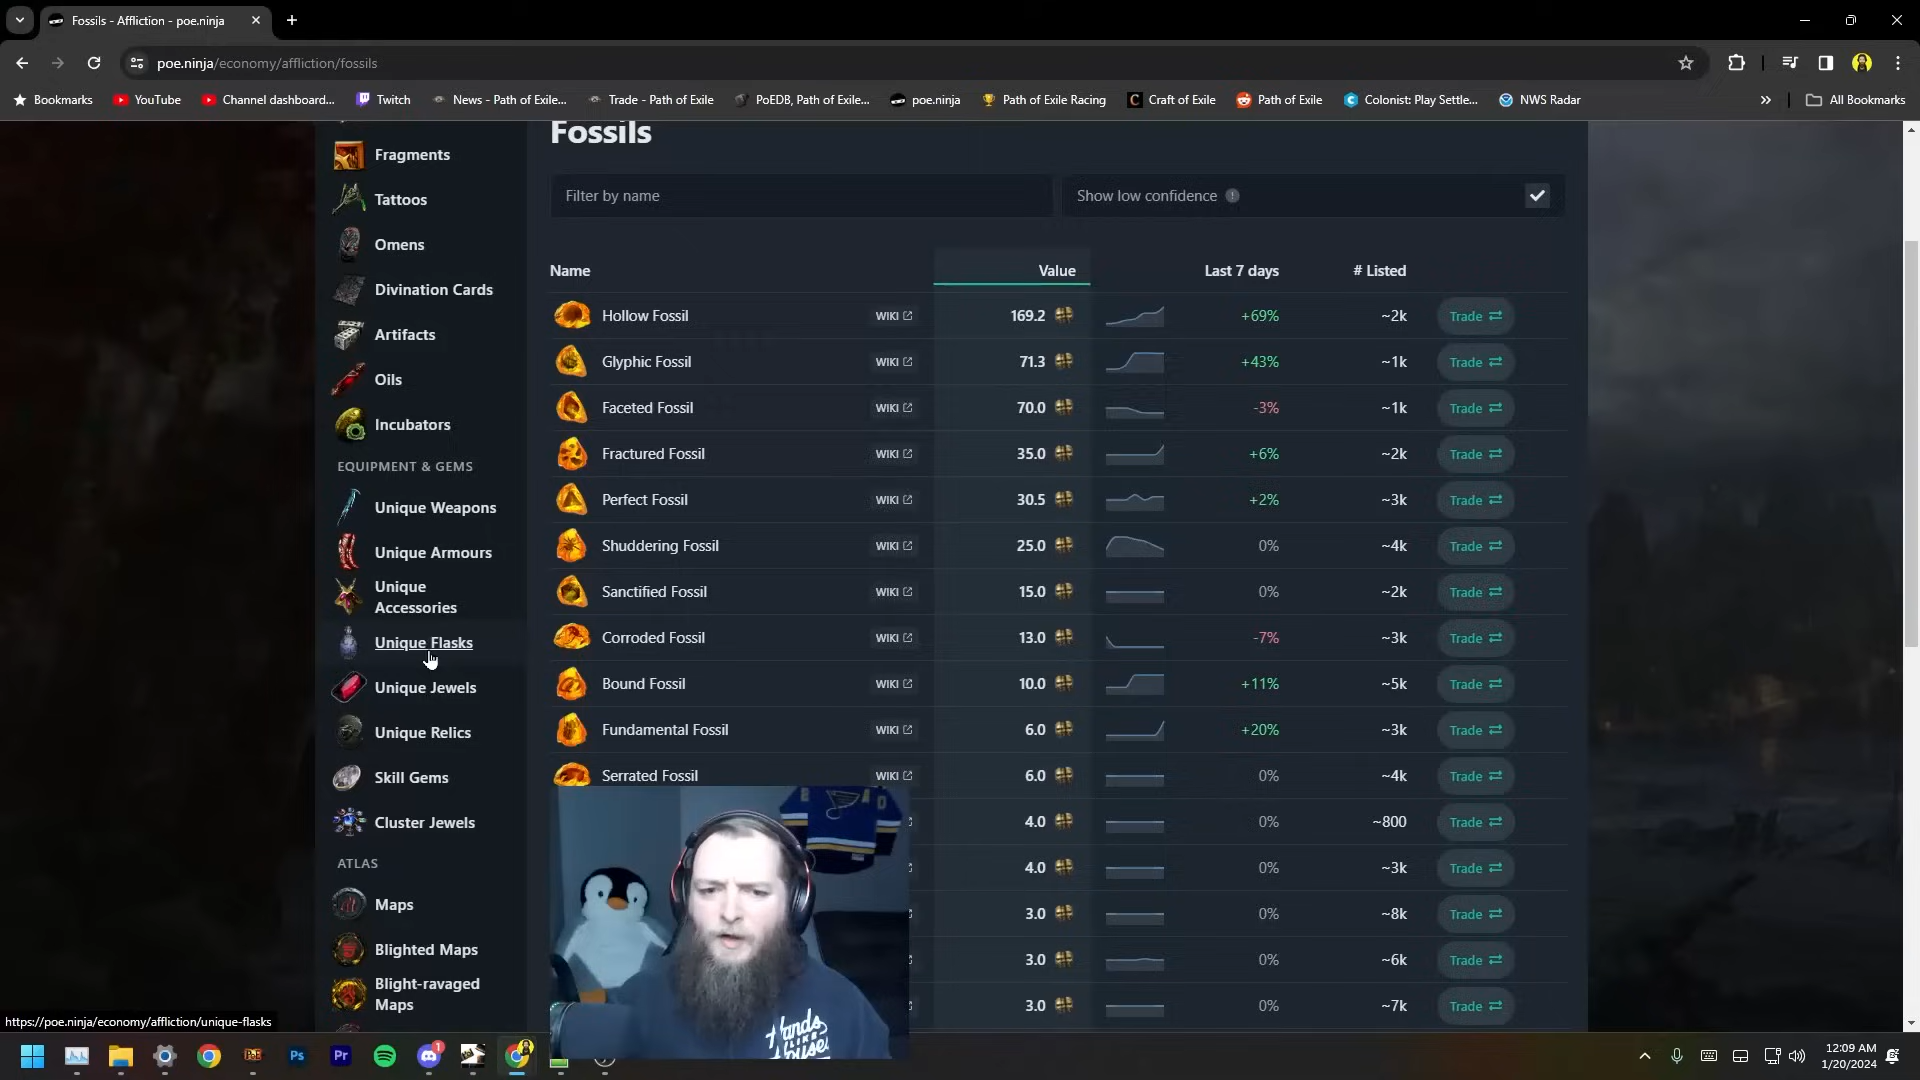 Fossils - Affliction - poe.ninja
poe.ninja/economy/affliction/fossils
Bookmarks YouTube Channel dashboard... Twitch News - Path of Exile... Trade - Path of Exile PoEDB, Path of Exile... poe.ninja Path of Exile Racing Craft of Exile Path of Exile Colonist: Play Settle... NWS Radar » All Bookmarks
Fragments
Tattoos
Omens
Divination Cards
Artifacts
Oils
Incubators
EQUIPMENT & GEMS
Unique Weapons
Unique Armours
Unique
Accessories
Unique Flasks
Unique Jewels
Unique Relics
Skill Gems
Cluster Jewels
ATLAS
Maps
Blighted Maps
Blight-ravaged
Maps
Fossils
Filter by name Show low confidence
Name Value Last 7 days # Listed
Hollow Fossil WIKI 169.2 +69% ~2k Trade
Glyphic Fossil WIKI 71.3 +43% ~1k Trade
Faceted Fossil WIKI 70.0 -3% ~1k Trade
Fractured Fossil WIKI 35.0 +6% ~2k Trade
Perfect Fossil WIKI 30.5 +2% ~3k Trade
Shuddering Fossil WIKI 25.0 0% ~4k Trade
Sanctified Fossil WIKI 15.0 0% ~2k Trade
Corroded Fossil WIKI 13.0 -7% ~3k Trade
Bound Fossil WIKI 10.0 +11% ~5k Trade
Fundamental Fossil WIKI 6.0 +20% ~3k Trade
Serrated Fossil WIKI 6.0 0% ~4k Trade
4.0 0% ~800 Trade
4.0 0% ~3k Trade
3.0 0% ~8k Trade
3.0 0% ~6k Trade
3.0 0% ~7k Trade
Hands
Like
https://poe.ninja/economy/affliction/unique-flasks
PoE Ps Pr 1
12:09 AM
1/20/2024